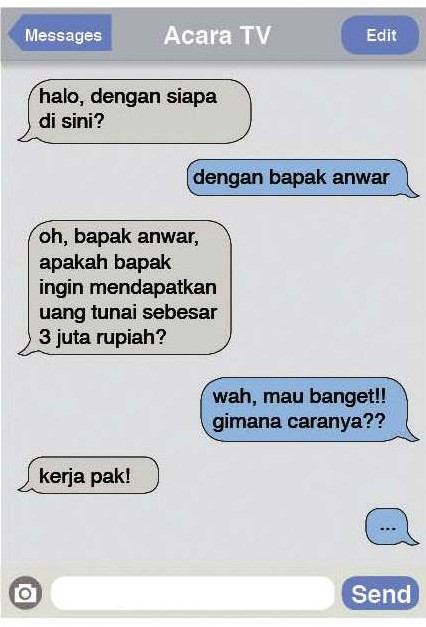 Messages
Acara TV
Edit
halo, dengan siapa
di sini?
dengan bapak anwar
oh, bapak anwar,
apakah bapak
ingin mendapatkan
uang tunai sebesar
3 juta rupiah?
wah, mau banget!!
gimana caranya??
kerja pak!
...
Send